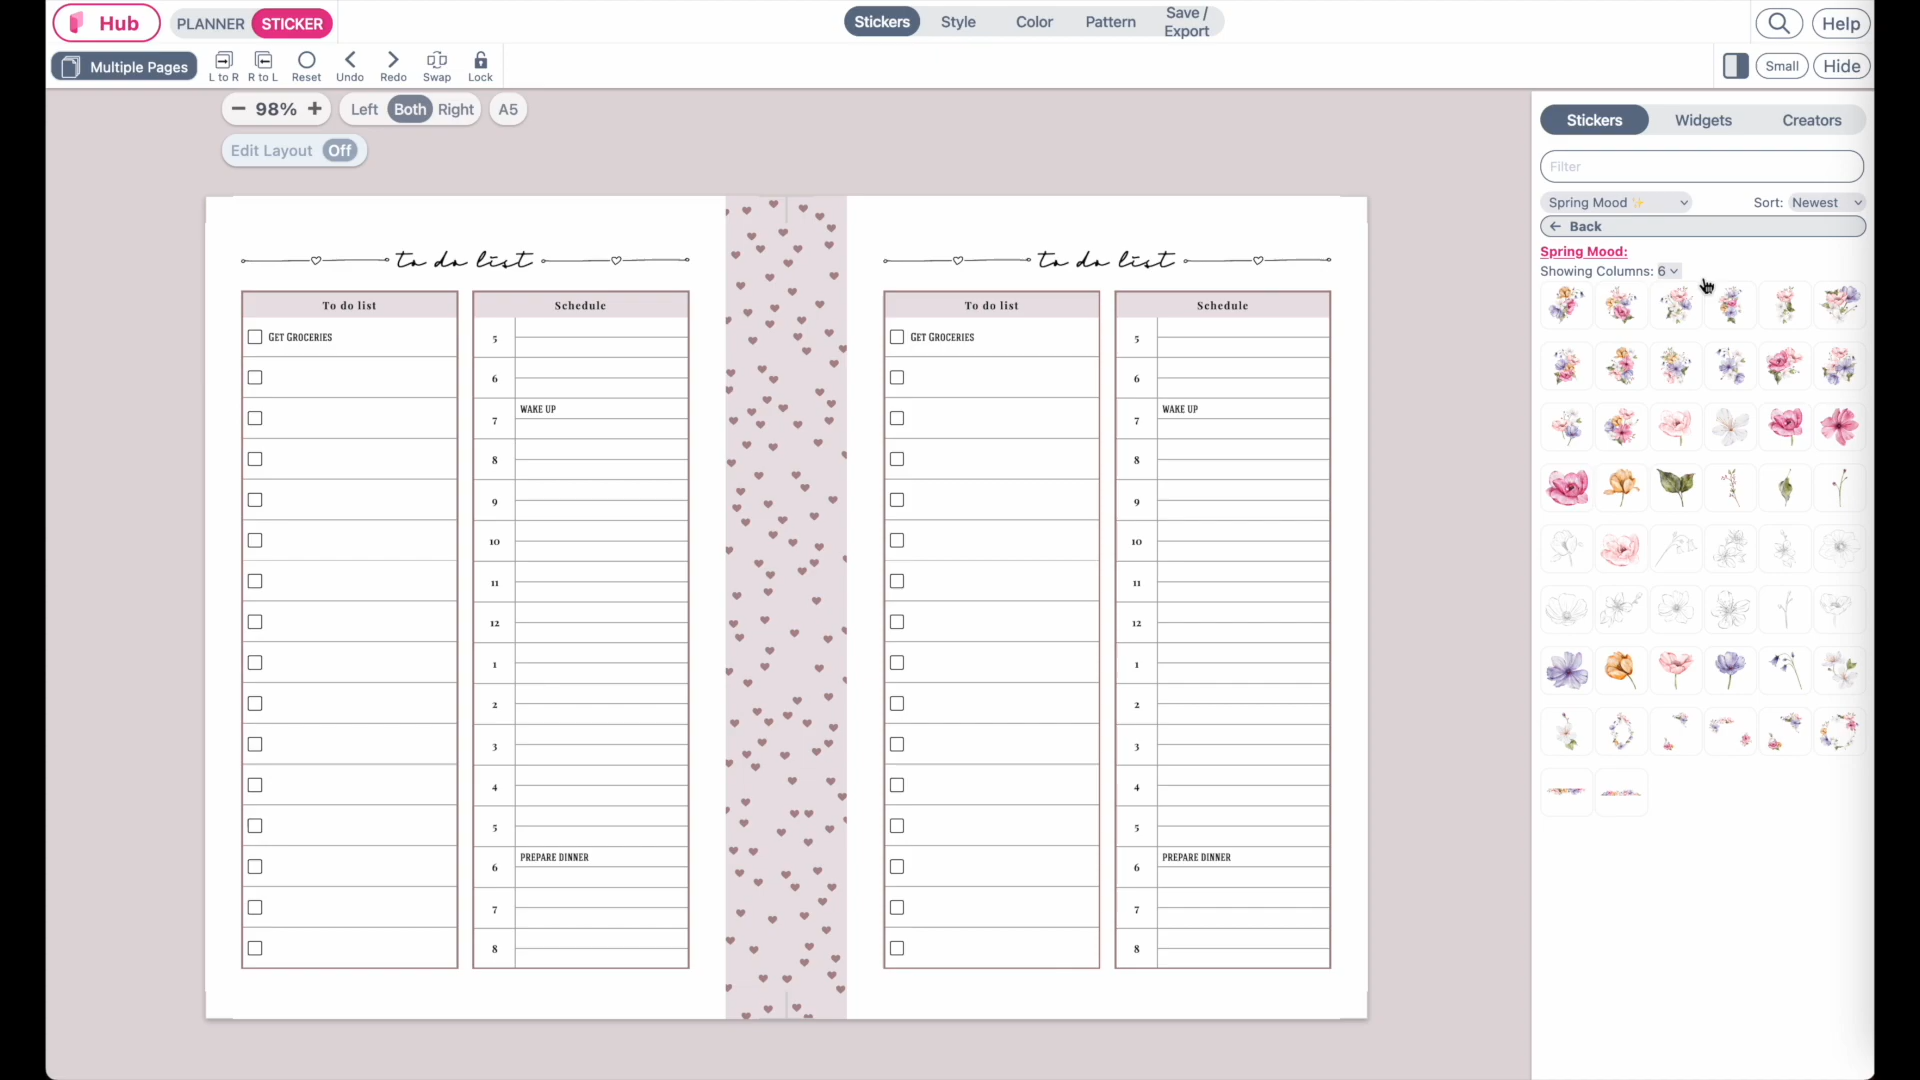 Hub
PLANNER STICKER
Stickers Style Color Pattern Save / Export
Help
Multiple Pages
L to R R to L Reset Undo Redo Swap Lock
Small Hide
− 98% +
Left Both Right
A5
Edit Layout Off
to do list
To do list
GET GROCERIES
Schedule
5
6
WAKE UP
7
8
9
10
11
12
1
2
3
4
5
PREPARE DINNER
6
7
8
to do list
To do list
GET GROCERIES
Schedule
5
6
WAKE UP
7
8
9
10
11
12
1
2
3
4
5
PREPARE DINNER
6
7
8
Stickers Widgets Creators
Filter
Spring Mood ✨ Sort: Newest
← Back
Spring Mood:
Showing Columns: 6